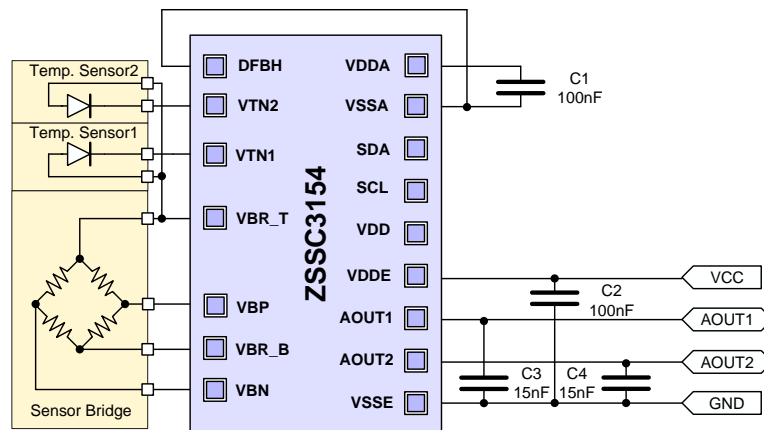 Temp. Sensor2
Temp. Sensor1
Sensor Bridge
DFBH
VTN2
VTN1
VBR_T
VBP
VBR_B
VBN
ZSSC3154
VDDA
VSSA
SDA
SCL
VDD
VDDE
AOUT1
AOUT2
VSSE
C1
100nF
C2
100nF
C3
15nF
C4
15nF
VCC
AOUT1
AOUT2
GND